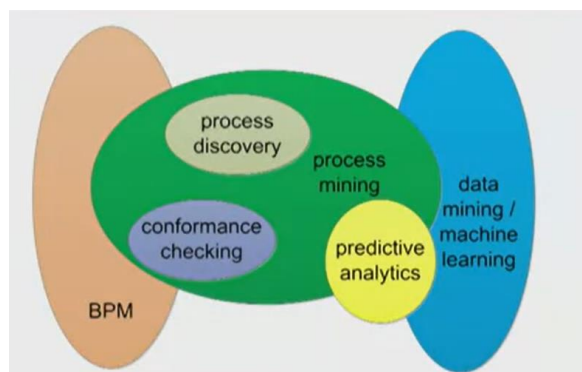 process
discovery
process
mining
conformance
checking
predictive
analytics
data
mining /
machine
learning
BPM